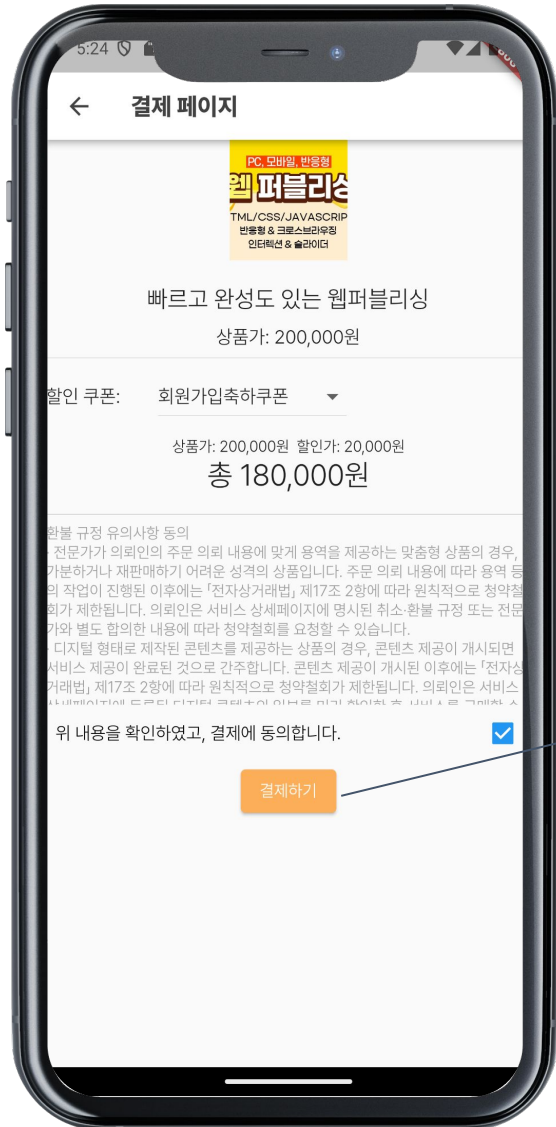 5:24
결제 페이지
PC, 모바일, 반응형
웹 퍼블리싱
TML/CSS/JAVASCRIP
반응형 & 크로스브라우징
인터렉션 & 슬라이더
빠르고 완성도 있는 웹퍼블리싱
상품가: 200,000원
할인 쿠폰: 회원가입축하쿠폰
상품가: 200,000원 할인가: 20,000원
총 180,000원
환불 규정 유의사항 동의
전문가가 의뢰인의 주문 의뢰 내용에 맞게 용역을 제공하는 맞춤형 상품의 경우,
가분하거나 재판매하기 어려운 성격의 상품입니다. 주문 의뢰 내용에 따라 용역 등
의 작업이 진행된 이후에는 「전자상거래법」 제17조 2항에 따라 원칙적으로 청약철
회가 제한됩니다. 의뢰인은 서비스 상세페이지에 명시된 취소·환불 규정 또는 전문
가와 별도 합의한 내용에 따라 청약철회를 요청할 수 있습니다.
디지털 형태로 제작된 콘텐츠를 제공하는 상품의 경우, 콘텐츠 제공이 개시되면
서비스 제공이 완료된 것으로 간주합니다. 콘텐츠 제공이 개시된 이후에는 「전자상
거래법」 제17조 2항에 따라 원칙적으로 청약철회가 제한됩니다. 의뢰인은 서비스
위 내용을 확인하였고, 결제에 동의합니다.
결제하기